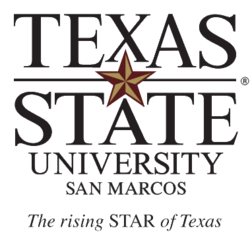 TEXAS
STATE®
UNIVERSITY
SAN MARCOS
The rising STAR of Texas